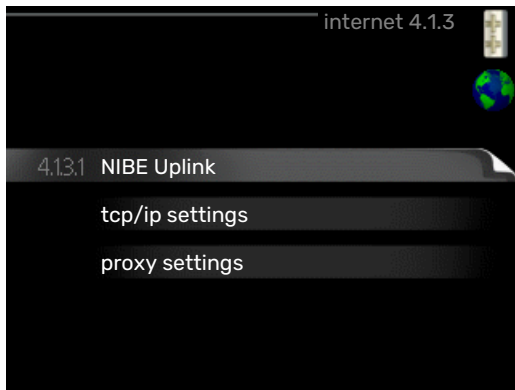 internet 4.1.3
4.1.3.1 NIBE Uplink
tcp/ip settings
proxy settings